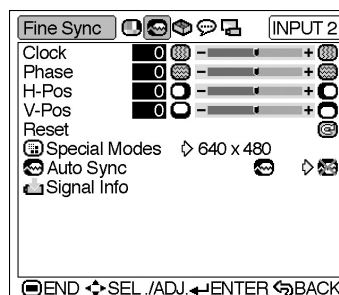 Fine Sync INPUT 2
Clock 0 - +
Phase 0 - +
H-Pos 0 - +
V-Pos 0 - +
Reset
Special Modes 640 x 480
Auto Sync
Signal Info
END SEL./ADJ. ENTER BACK